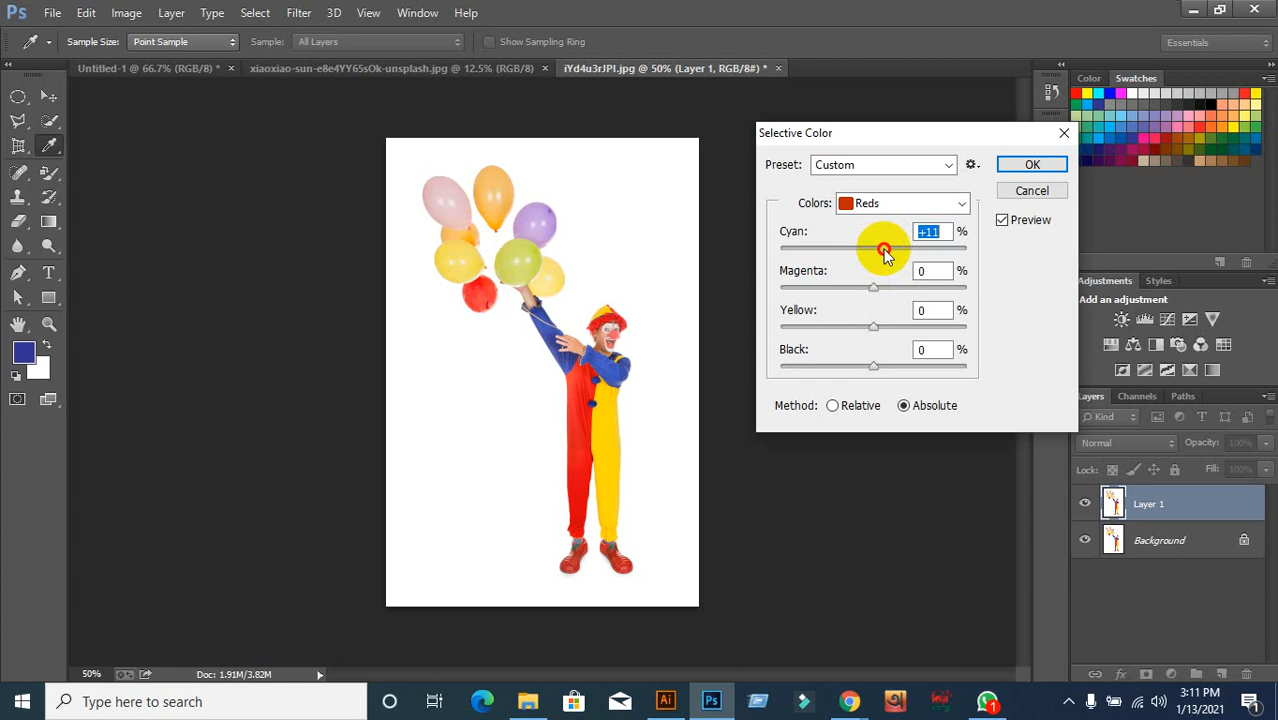 Ps File Edit Image Layer Type Select Filter 3D View Window Help
Sample Size: Point Sample Sample: All Layers Show Sampling Ring Essentials
Untitled-1 @ 66.7% (RGB/8) * × xiaoxiao-sun-e8e4YY65sOk-unsplash.jpg @ 12.5% (RGB/8) × iYd4u3rJPI.jpg @ 50% (Layer 1, RGB/8#) * ×
Color Swatches
Selective Color
Preset: Custom OK
Cancel
Colors: Reds
Preview
Cyan: +11 %
Magenta: 0 %
Yellow: 0 %
Black: 0 %
Method: Relative Absolute
Adjustments Styles
Add an adjustment
Layers Channels Paths
Kind
Normal Opacity: 100%
Lock: Fill: 100%
Layer 1
Background
50% Doc: 1.91M/3.82M
Type here to search
Ai Ps 1
3:11 PM
1/13/2021